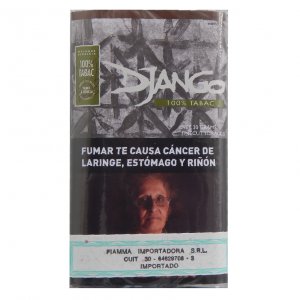 100%
TABAC
DJANGO
100% TABAC
FUMAR TE CAUSA CÁNCER DE
LARINGE, ESTÓMAGO Y RIÑÓN
FIAMMA IMPORTADORA S.R.L.
CUIT .30 - 64629708 - 3
IMPORTADO